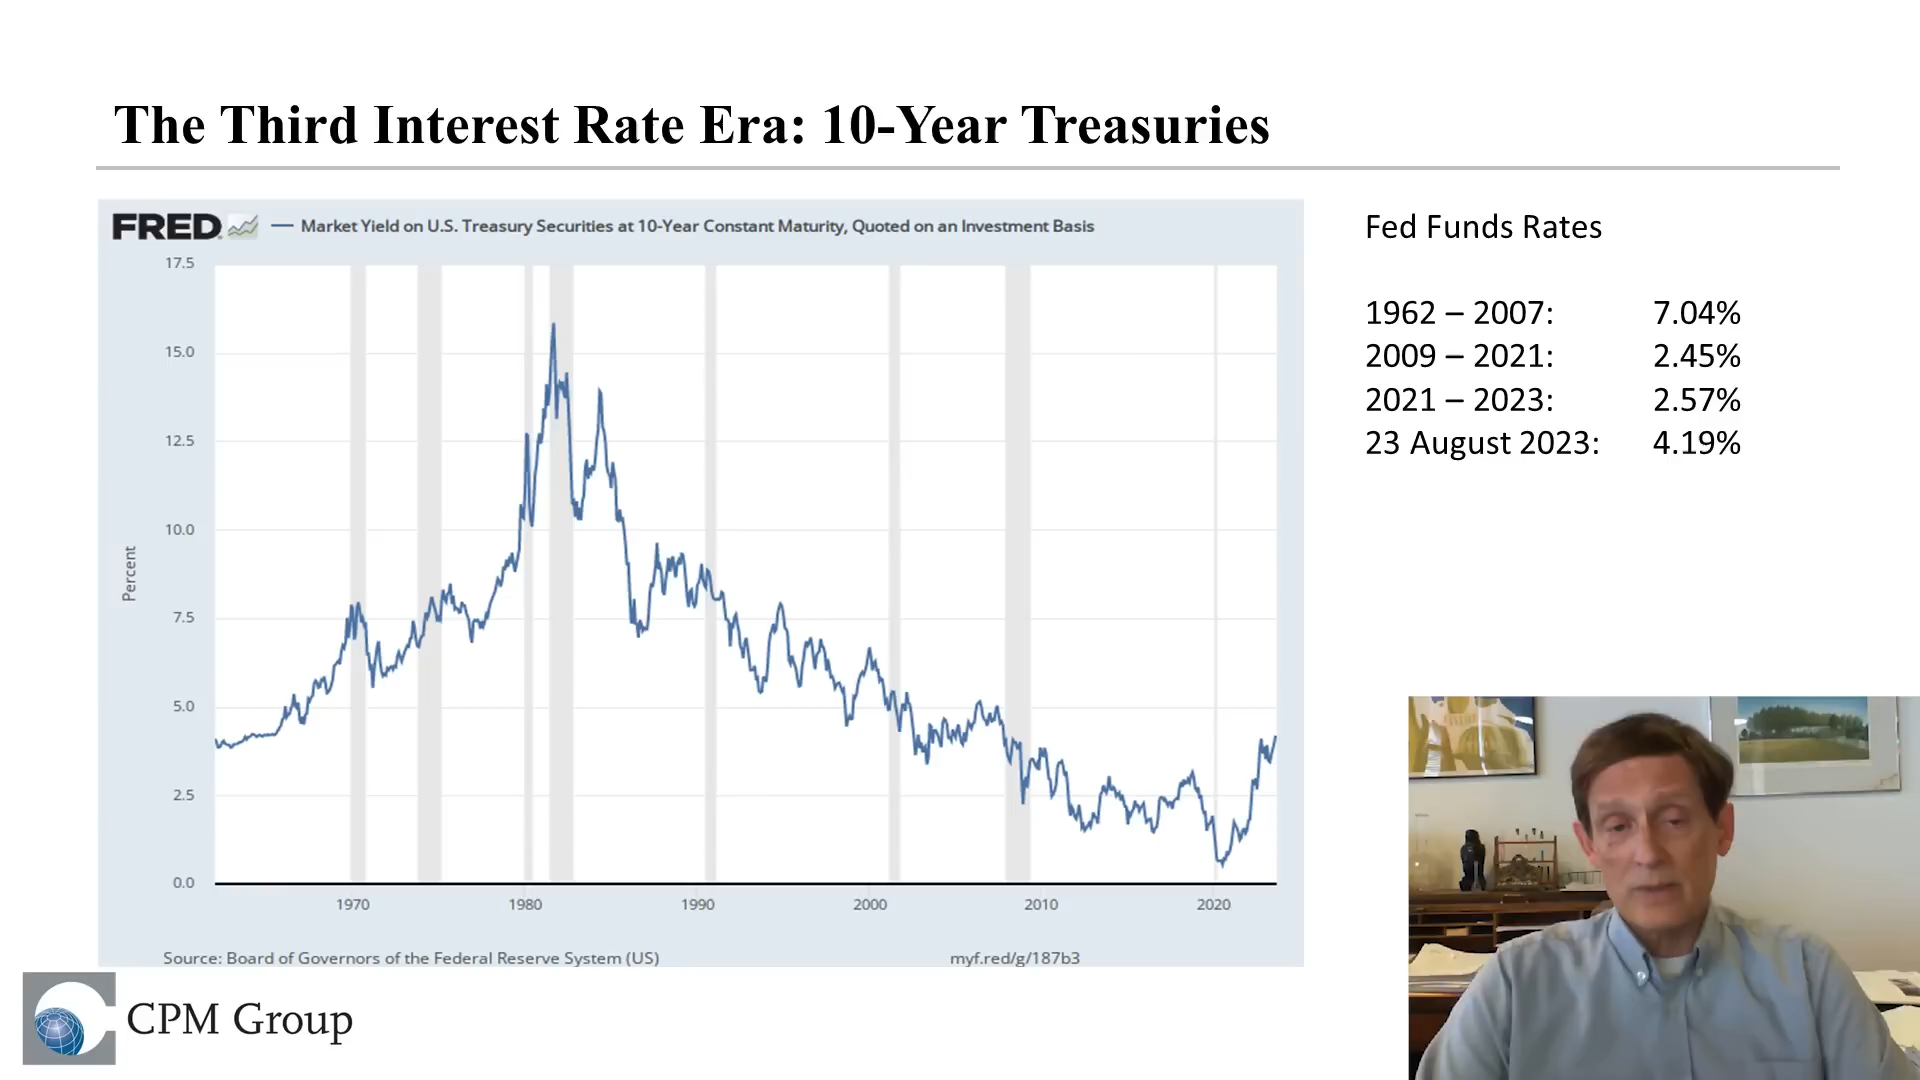 The Third Interest Rate Era: 10-Year Treasuries
FRED
Market Yield on U.S. Treasury Securities at 10-Year Constant Maturity, Quoted on an Investment Basis
17.5
15.0
12.5
10.0
7.5
5.0
2.5
0.0
Percent
1970 1980 1990 2000 2010 2020
Source: Board of Governors of the Federal Reserve System (US) myf.red/g/187b3
Fed Funds Rates
1962 – 2007: 7.04%
2009 – 2021: 2.45%
2021 – 2023: 2.57%
23 August 2023: 4.19%
CPM Group